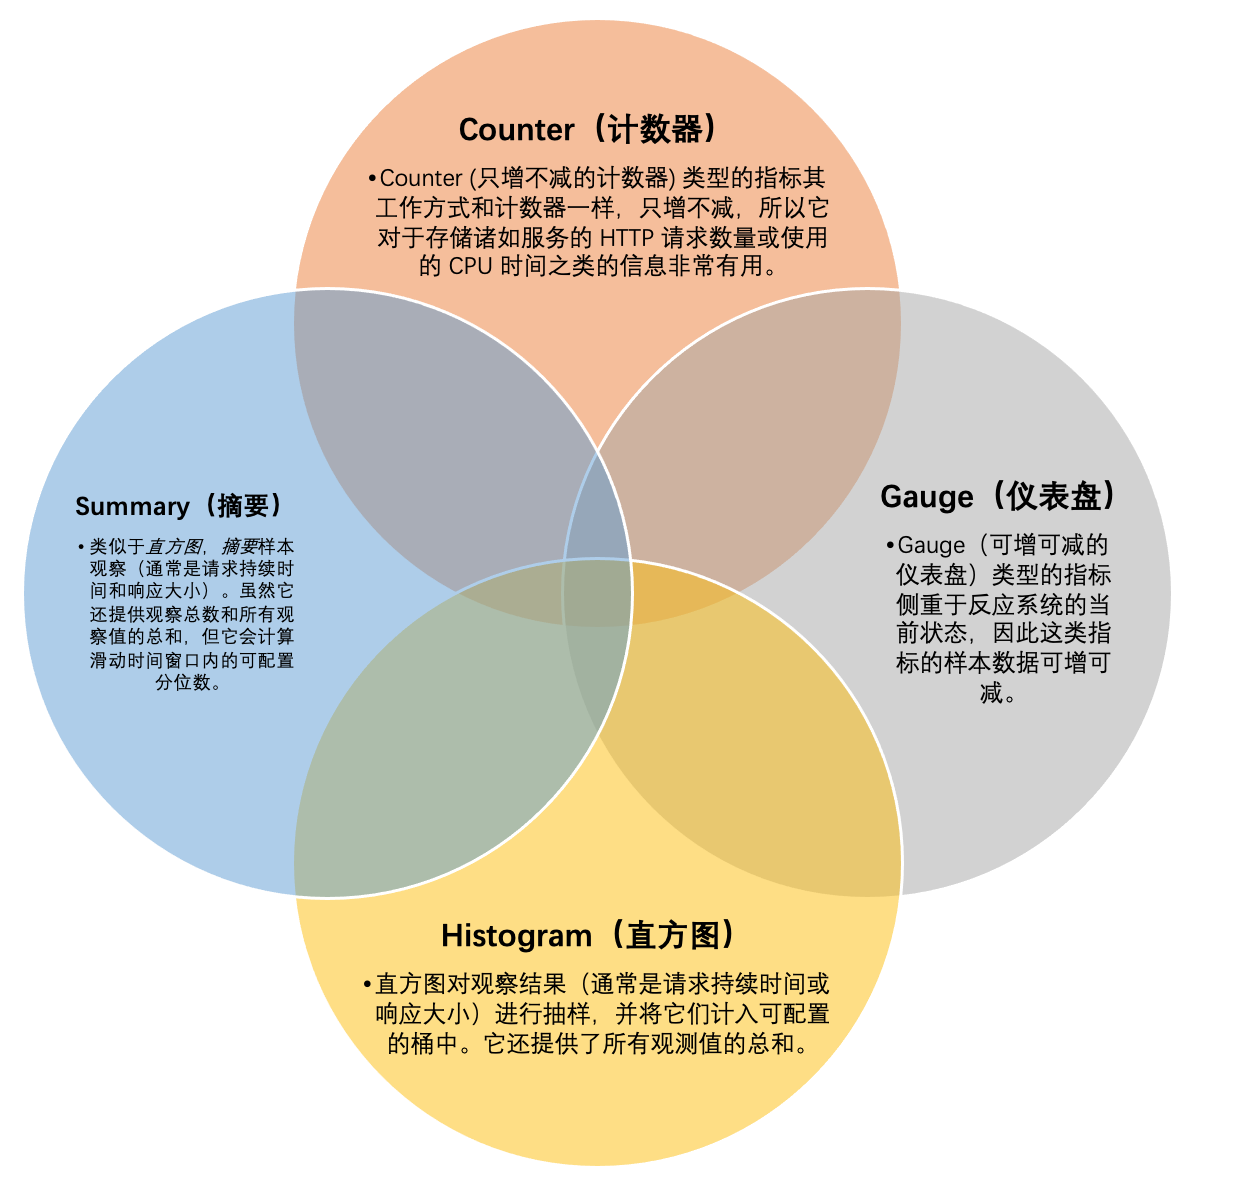 Counter（计数器）
•Counter (只增不减的计数器) 类型的指标其
工作方式和计数器一样，只增不减，所以它
对于存储诸如服务的 HTTP 请求数量或使用
的 CPU 时间之类的信息非常有用。
Summary（摘要）
• 类似于直方图，摘要样本
观察（通常是请求持续时
间和响应大小）。虽然它
还提供观察总数和所有观
察值的总和，但它会计算
滑动时间窗口内的可配置
分位数。
Gauge（仪表盘）
•Gauge（可增可减的
仪表盘）类型的指标
侧重于反应系统的当
前状态，因此这类指
标的样本数据可增可
减。
Histogram（直方图）
•直方图对观察结果（通常是请求持续时间或
响应大小）进行抽样，并将它们计入可配置
的桶中。它还提供了所有观测值的总和。